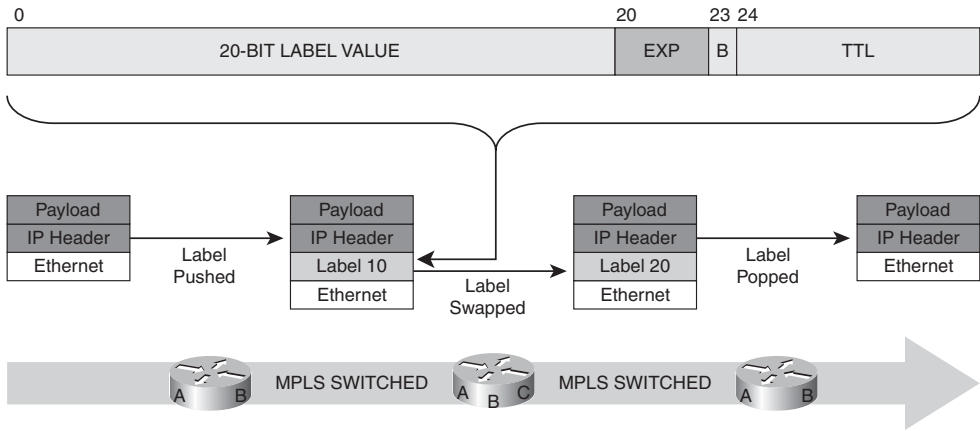 0 20 23 24
20-BIT LABEL VALUE EXP B TTL
Payload Payload Payload Payload
IP Header IP Header IP Header IP Header
Ethernet Label 10 Label 20 Ethernet
Label Pushed
Label Popped
Ethernet Ethernet
Label Swapped
A B MPLS SWITCHED A B C MPLS SWITCHED A B